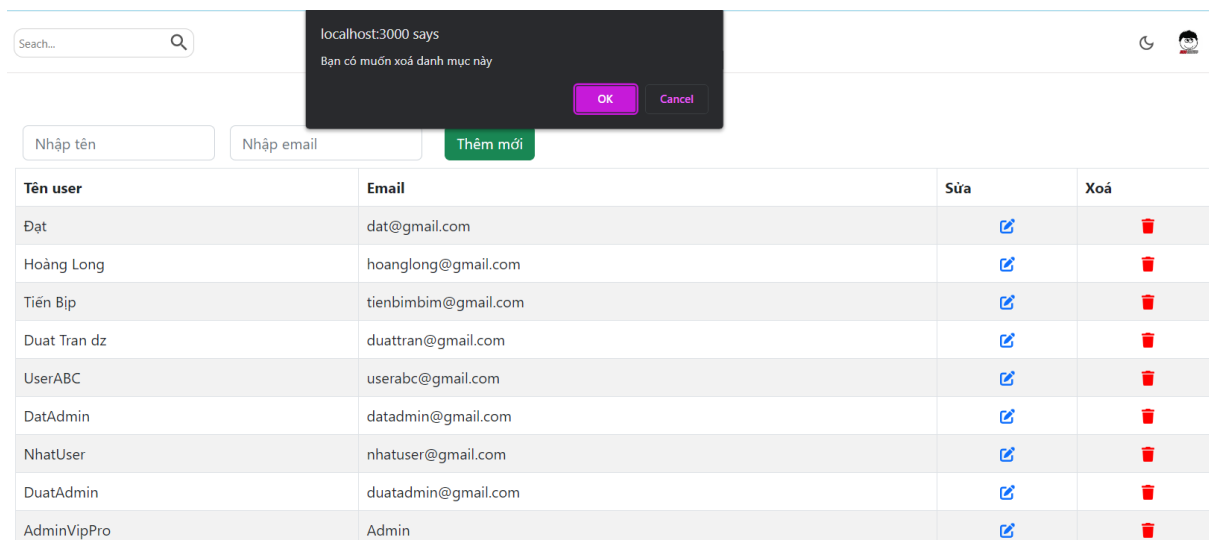 Seach...
localhost:3000 says
Bạn có muốn xoá danh mục này
OK Cancel
Nhập tên Nhập email Thêm mới
Tên user Email Sửa Xoá
Đạt dat@gmail.com
Hoàng Long hoanglong@gmail.com
Tiến Bịp tienbimbim@gmail.com
Duat Tran dz duattran@gmail.com
UserABC userabc@gmail.com
DatAdmin datadmin@gmail.com
NhatUser nhatuser@gmail.com
DuatAdmin duatadmin@gmail.com
AdminVipPro Admin